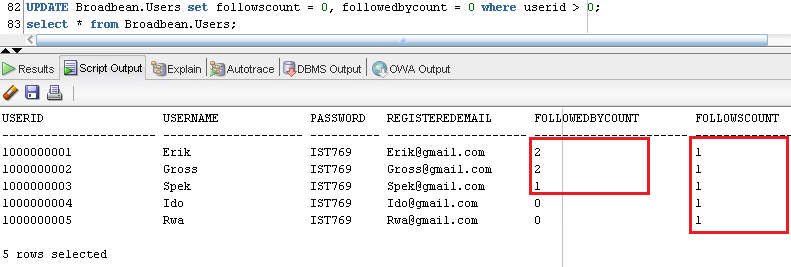 82 UPDATE Broadbean.Users set followscount = 0, followedbycount = 0 where userid > 0;
83 select * from Broadbean.Users;
Results Script Output Explain Autotrace DBMS Output OWA Output
USERID USERNAME PASSWORD REGISTEREDEMAIL FOLLOWEDBYCOUNT FOLLOWSCOUNT
1000000001 Erik IST769 Erik@gmail.com 2 1
1000000002 Gross IST769 Gross@gmail.com 2 1
1000000003 Spek IST769 Spek@gmail.com 1 1
1000000004 Ido IST769 Ido@gmail.com 0 1
1000000005 Rwa IST769 Rwa@gmail.com 0 1
5 rows selected